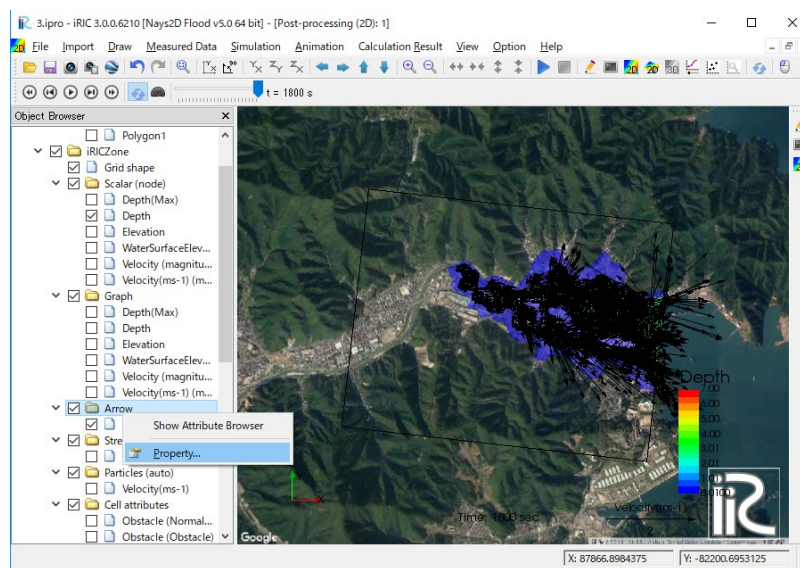 3.ipro - iRIC 3.0.0.6210 [Nays2D Flood v5.0 64 bit] - [Post-processing (2D): 1]
File Import Draw Measured Data Simulation Animation Calculation Result View Option Help
t = 1800 s
Object Browser
Polygon1
iRICZone
Grid shape
Scalar (node)
Depth(Max)
Depth
Elevation
WaterSurfaceElev...
Velocity (magnitu...
Velocity(ms-1) (m...
Graph
Depth(Max)
Depth
Elevation
WaterSurfaceElev...
Velocity (magnitu...
Velocity(ms-1) (m...
Arrow
Show Attribute Browser
Stre
Property...
Particles (auto)
Velocity(ms-1)
Cell attributes
Obstacle (Normal...
Obstacle (Obstacle)
Depth
7.00
6.00
5.00
4.00
3.00
2.01
1.01
0.0100
Velocity(ms-1)
2
Time: 1800 sec
Google
iRIC
X: 87866.8984375
Y: -82200.6953125